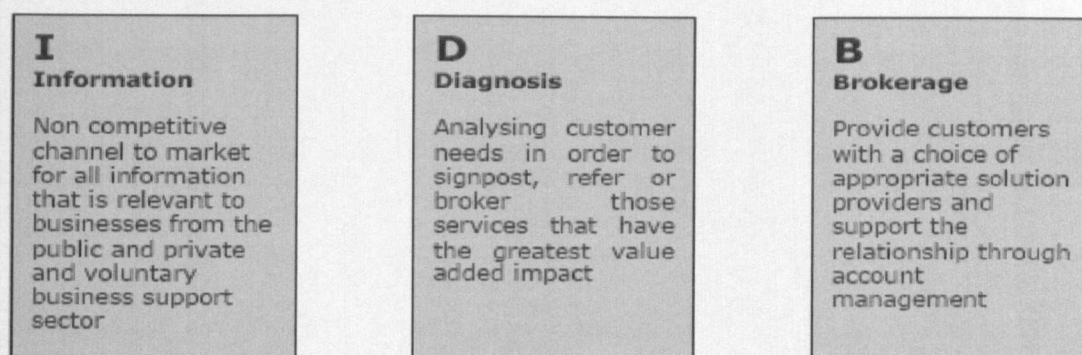 I
Information
Non competitive
channel to market
for all information
that is relevant to
businesses from the
public and private
and voluntary
business support
sector
D
Diagnosis
Analysing customer
needs in order to
signpost, refer or
broker those
services that have
the greatest value
added impact
B
Brokerage
Provide customers
with a choice of
appropriate solution
providers and
support the
relationship through
account
management